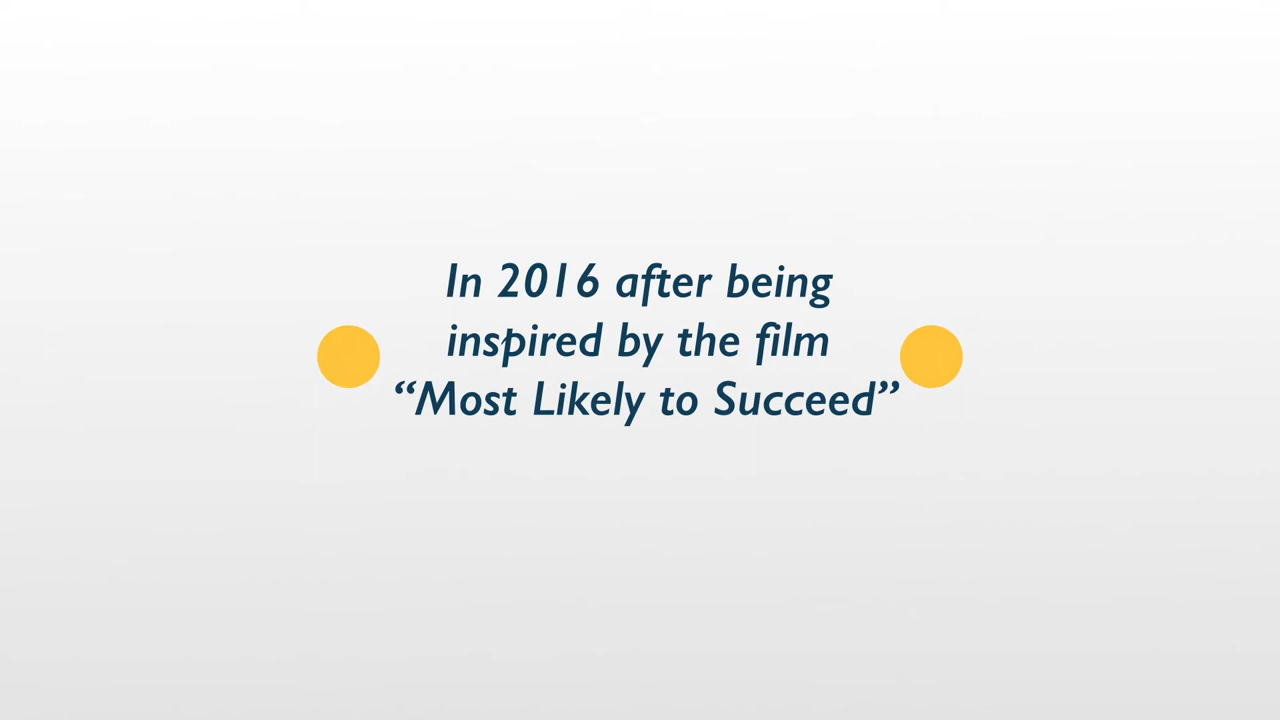 In 2016 after being
inspired by the film
“Most Likely to Succeed”